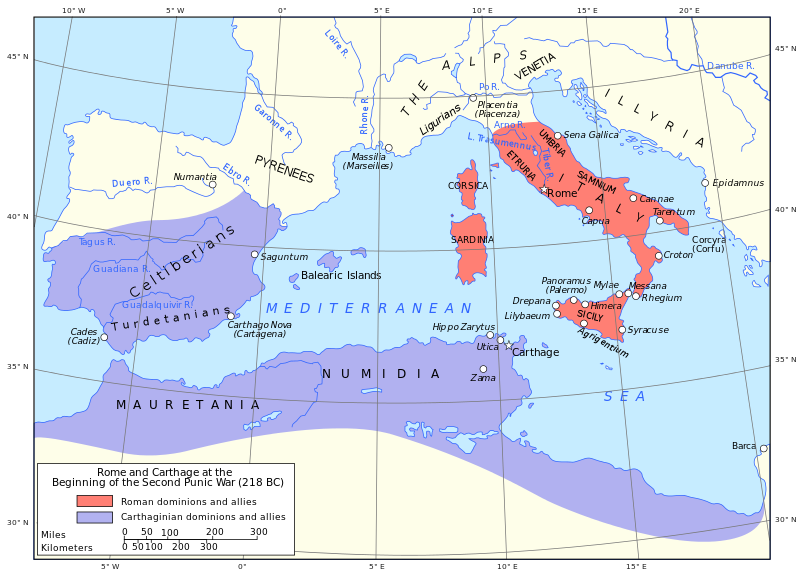 10° W
5° W
0°
5° E
10° E
15° E
20° E
45° N
45° N
40° N
40° N
35° N
35° N
30° N
30° N
5° W
0°
5° E
10° E
15° E
Loire R.
Garonne R.
Rhone R.
THE ALPS
VENETIA
Danube R.
Po R.
Placentia
(Piacenza)
Ligurians
ILLYRIA
Arno R.
L. Trasumennus
Tiber R.
UMBRIA
ETRURIA
Sena Gallica
Massilia
(Marseilles)
PYRENEES
Numantia
Ebro R.
Duero R.
CORSICA
Rome
SAMNIUM
ITALY
Cannae
Capua
Tarentum
Epidamnus
Tagus R.
Celtiberians
Guadiana R.
Guadalquivir R.
Turdetanians
Saguntum
Balearic Islands
SARDINIA
Corcyra
(Corfu)
Croton
Panoramus
(Palermo)
Mylae
Messana
Rhegium
Drepana
Himera
Lilybaeum
SICILY
Agrigentium
Syracuse
MEDITERRANEAN
SEA
Cades
(Cadiz)
Carthago Nova
(Cartagena)
Hippo Zarytus
Utica
Carthage
Zama
NUMIDIA
MAURETANIA
Barca
Rome and Carthage at the
Beginning of the Second Punic War (218 BC)
Roman dominions and allies
Carthaginian dominions and allies
Miles 0 50 100 200 300
Kilometers 0 50 100 200 300